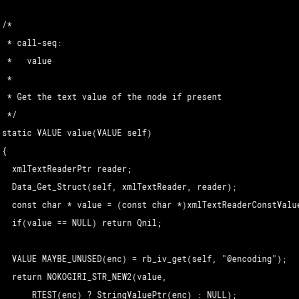 /*
 * call-seq:
 *   value
 *
 * Get the text value of the node if present
 */
static VALUE value(VALUE self)
{
  xmlTextReaderPtr reader;
  Data_Get_Struct(self, xmlTextReader, reader);
  const char * value = (const char *)xmlTextReaderConstValue
  if(value == NULL) return Qnil;

  VALUE MAYBE_UNUSED(enc) = rb_iv_get(self, "@encoding");
  return NOKOGIRI_STR_NEW2(value,
      RTEST(enc) ? StringValuePtr(enc) : NULL);